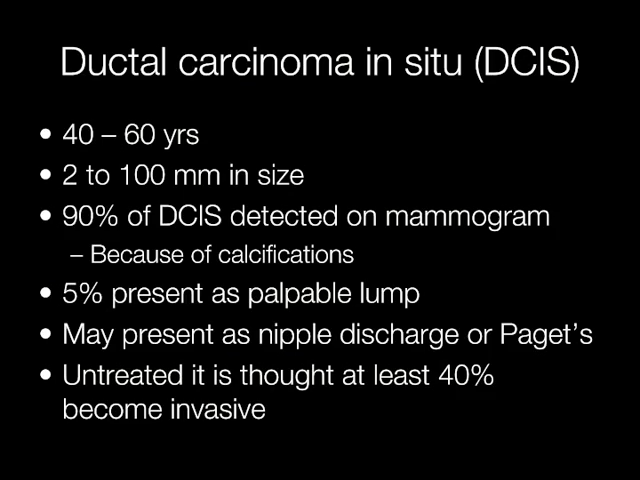 Ductal carcinoma in situ (DCIS)
• 40 – 60 yrs
• 2 to 100 mm in size
• 90% of DCIS detected on mammogram
– Because of calcifications
• 5% present as palpable lump
• May present as nipple discharge or Paget's
• Untreated it is thought at least 40%
become invasive